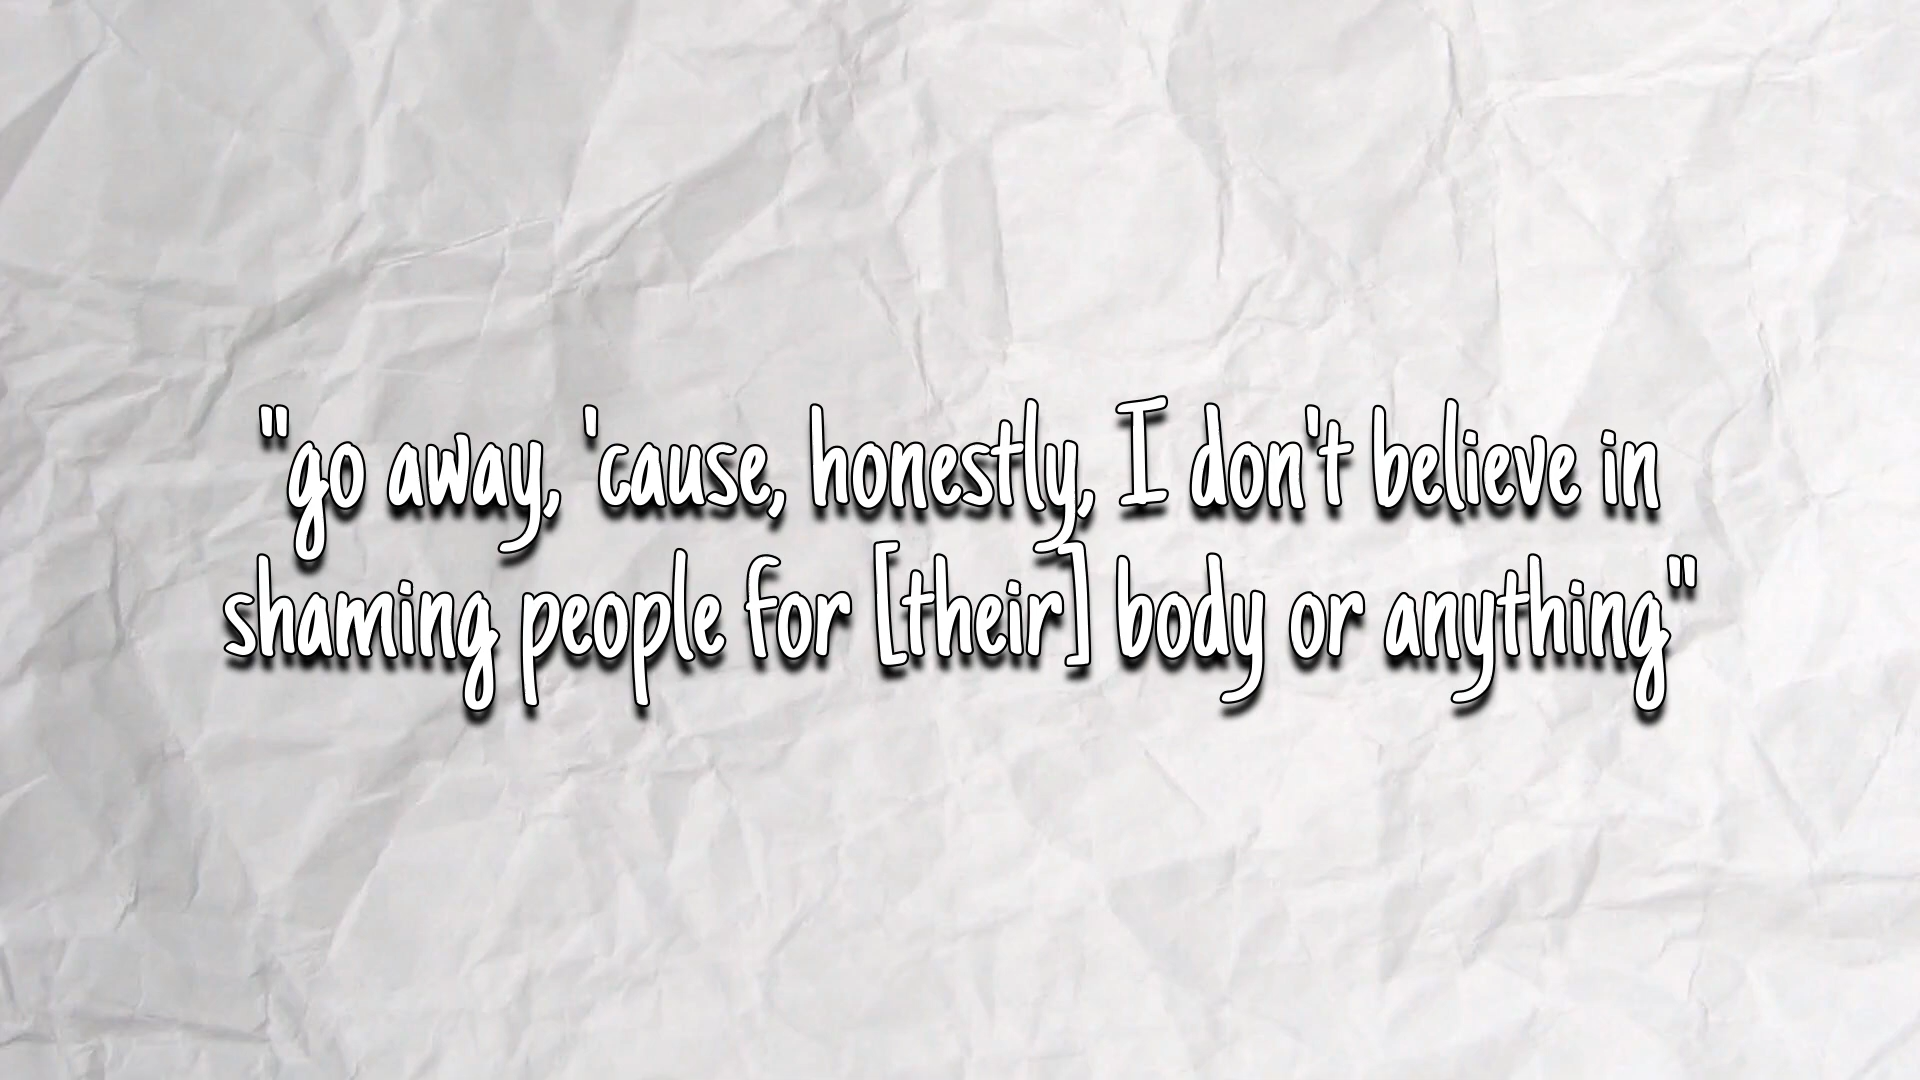 "go away, 'cause, honestly, I don't believe in
shaming people for [their] body or anything"